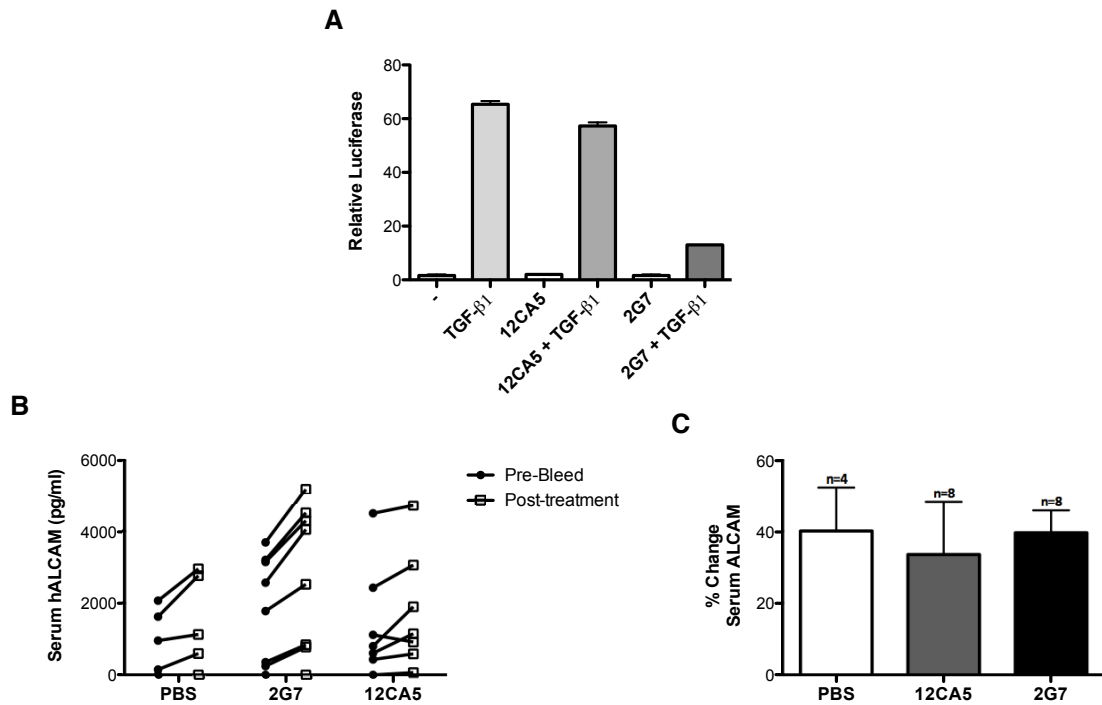 A
80
60
40
20
0
Relative Luciferase
-
TGF-β1
12CA5
12CA5 + TGF-β1
2G7
2G7 + TGF-β1
B
6000
4000
2000
0
Serum hALCAM (pg/ml)
PBS
2G7
12CA5
Pre-Bleed
Post-treatment
C
60
40
20
0
% Change
Serum ALCAM
n=4
n=8
n=8
PBS
12CA5
2G7